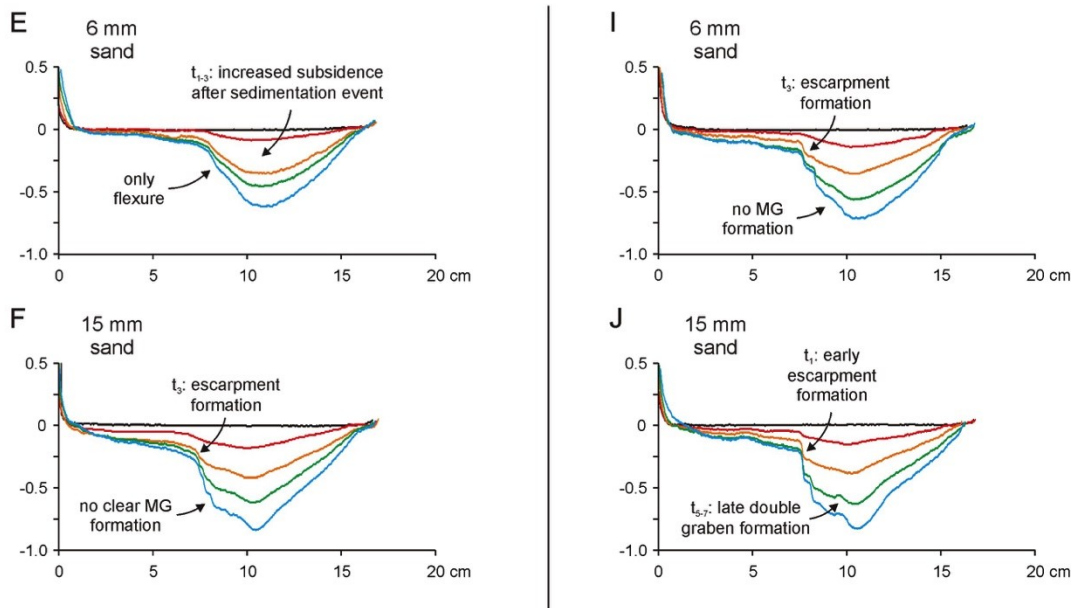 E
6 mm
sand
0.5
0
-0.5
-1.0
t1-3: increased subsidence
after sedimentation event
only
flexure
0 5 10 15 20 cm
F
15 mm
sand
0.5
0
-0.5
-1.0
t3: escarpment
formation
no clear MG
formation
0 5 10 15 20 cm
I
6 mm
sand
0.5
0
-0.5
-1.0
t3: escarpment
formation
no MG
formation
0 5 10 15 20 cm
J
15 mm
sand
0.5
0
-0.5
-1.0
t1: early
escarpment
formation
t5-7: late double
graben formation
0 5 10 15 20 cm